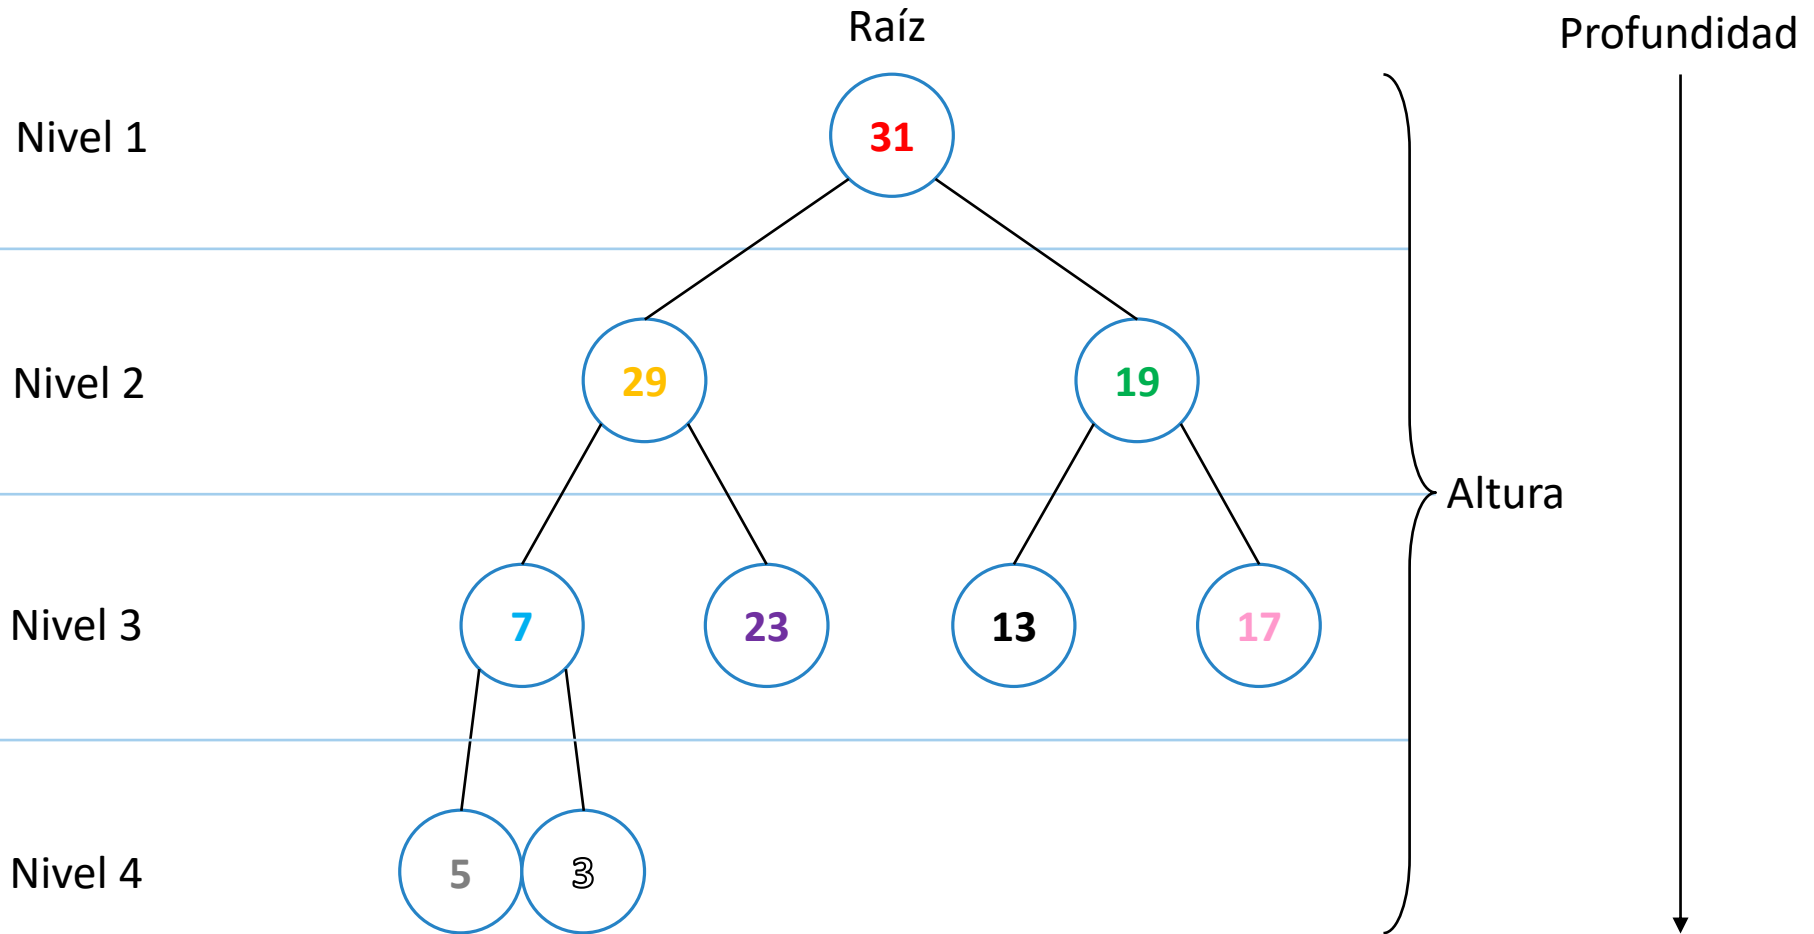 Raíz
Profundidad
Nivel 1
31
Nivel 2
29
19
Altura
Nivel 3
7
23
13
17
Nivel 4
5
3